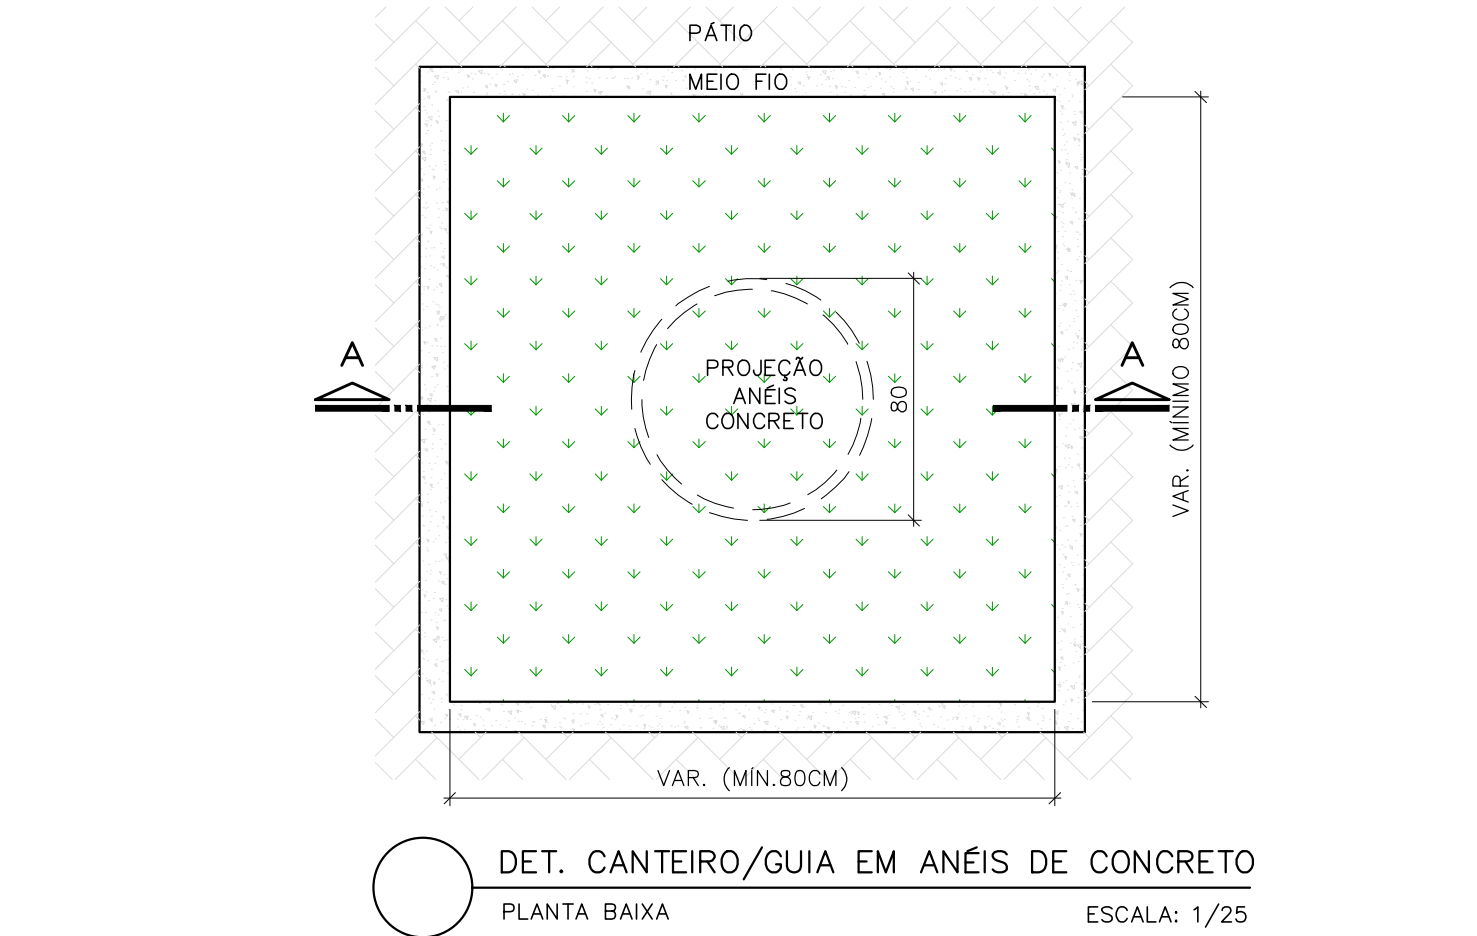 PÁTIO
MEIO FIO
A
A
PROJEÇÃO
ANÉIS
CONCRETO
80
VAR. (MÍNIMO 80CM)
VAR. (MÍN.80CM)
DET. CANTEIRO/GUIA EM ANÉIS DE CONCRETO
PLANTA BAIXA
ESCALA: 1/25